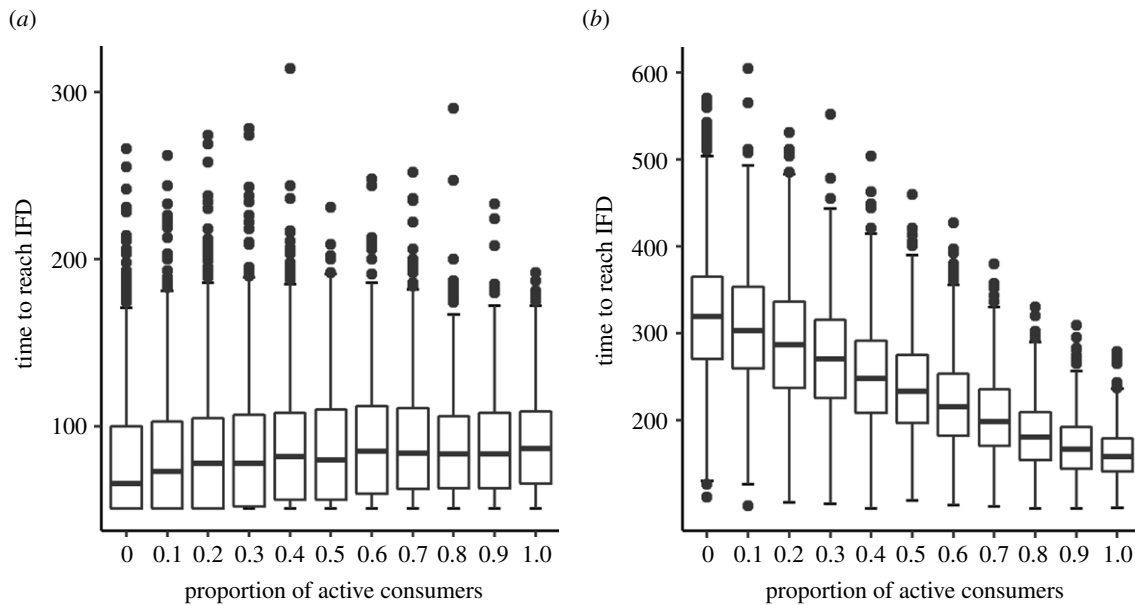 (a)
300
200
100
time to reach IFD
0 0.1 0.2 0.3 0.4 0.5 0.6 0.7 0.8 0.9 1.0
proportion of active consumers
(b)
600
500
400
300
200
time to reach IFD
0 0.1 0.2 0.3 0.4 0.5 0.6 0.7 0.8 0.9 1.0
proportion of active consumers